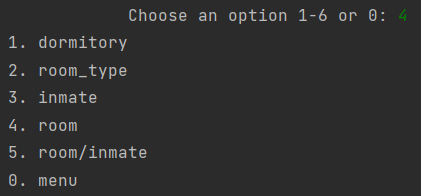 Choose an option 1-6 or 0: 4
1. dormitory
2. room_type
3. inmate
4. room
5. room/inmate
0. menu